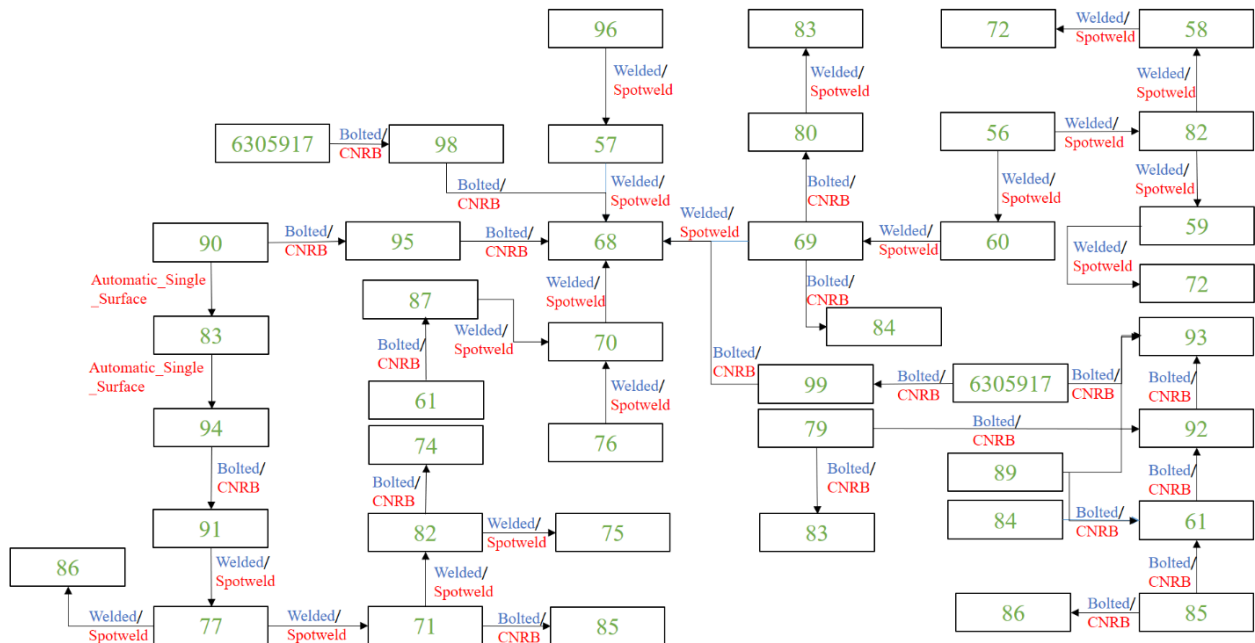 96
83
72
Welded/
Spotweld
58
Welded/
Spotweld
Welded/
Spotweld
Welded/
Spotweld
6305917
Bolted/
CNRB
98
57
80
56
Welded/
Spotweld
82
Bolted/
CNRB
Welded/
Spotweld
Bolted/
CNRB
Welded/
Spotweld
Welded/
Spotweld
90
Bolted/
CNRB
95
Bolted/
CNRB
68
Welded/
Spotweld
69
Welded/
Spotweld
60
59
Welded/
Spotweld
72
Automatic_Single
_Surface
87
Welded/
Spotweld
Welded/
Spotweld
Bolted/
CNRB
84
83
70
93
Bolted/
CNRB
Bolted/
CNRB
99
Bolted/
CNRB
6305917
Bolted/
CNRB
Bolted/
CNRB
Automatic_Single
_Surface
61
Welded/
Spotweld
94
74
76
79
Bolted/
CNRB
92
Bolted/
CNRB
Bolted/
CNRB
Bolted/
CNRB
89
Bolted/
CNRB
91
82
Welded/
Spotweld
75
83
84
Bolted/
CNRB
61
86
Welded/
Spotweld
Welded/
Spotweld
Bolted/
CNRB
Welded/
Spotweld
77
Welded/
Spotweld
71
Bolted/
CNRB
85
86
Bolted/
CNRB
85